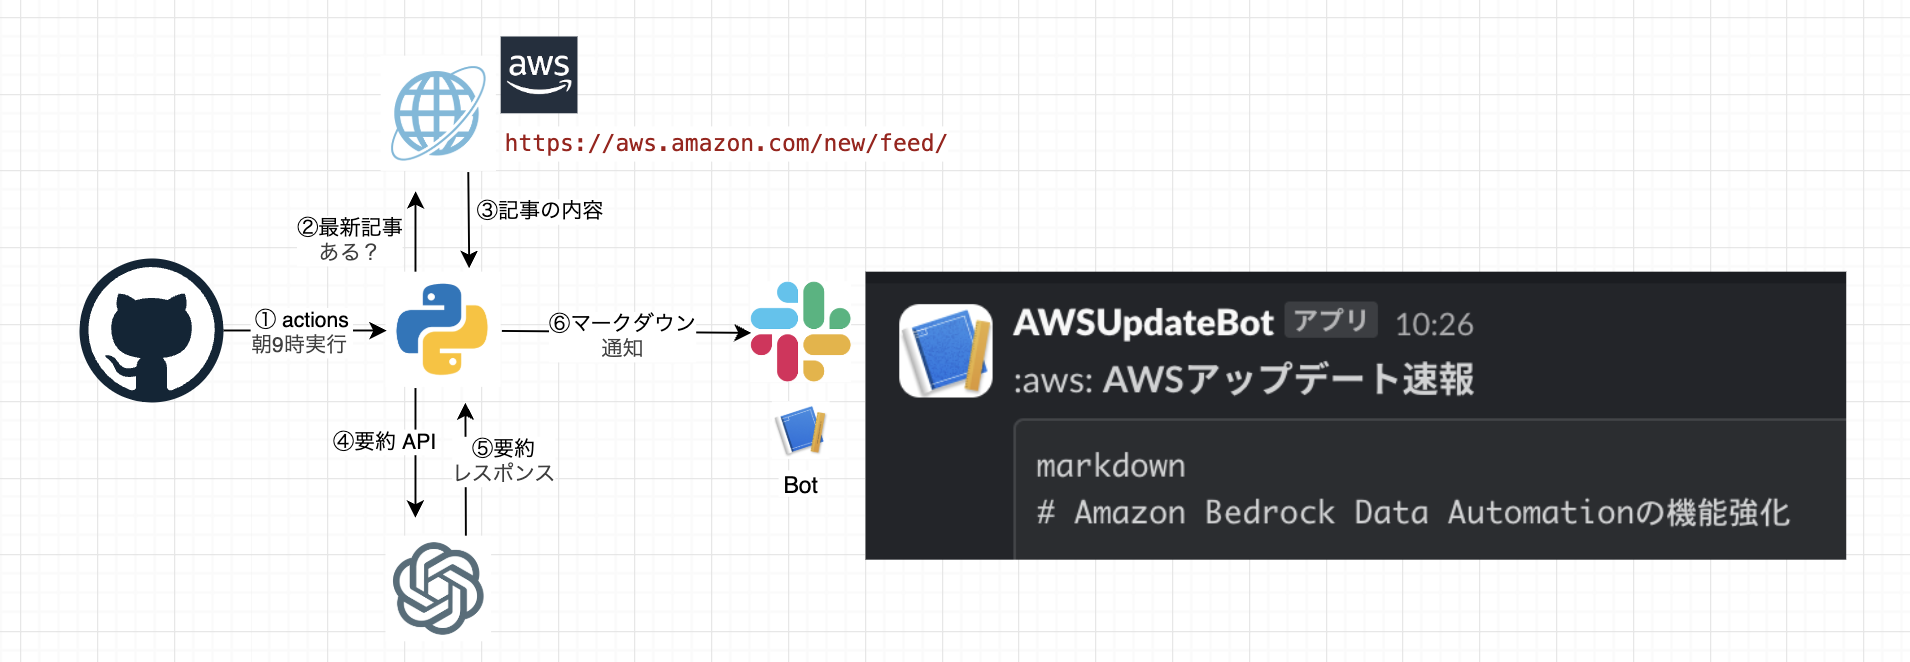 aws
https://aws.amazon.com/new/feed/
②最新記事
ある？
③記事の内容
① actions
朝9時実行
⑥マークダウン
通知
④要約 API
⑤要約
レスポンス
Bot
AWSUpdateBot アプリ 10:26
:aws: AWSアップデート速報
markdown
# Amazon Bedrock Data Automationの機能強化